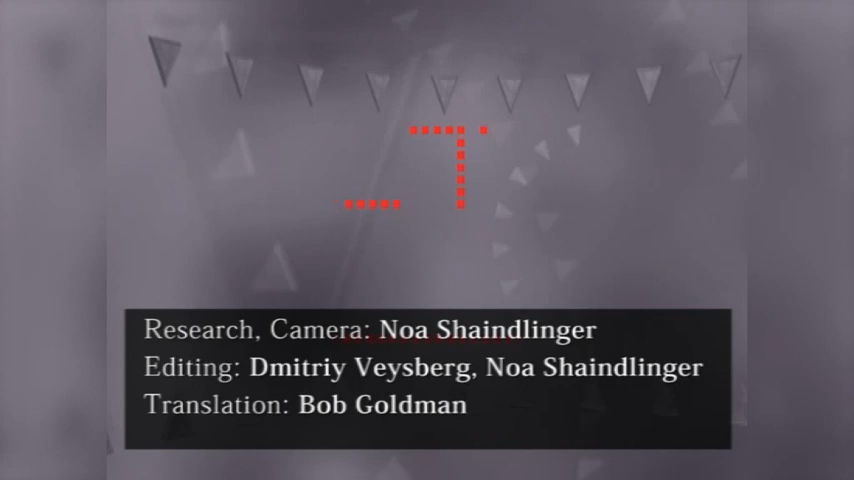 Research, Camera: Noa Shaindlinger
Editing: Dmitriy Veysberg, Noa Shaindlinger
Translation: Bob Goldman